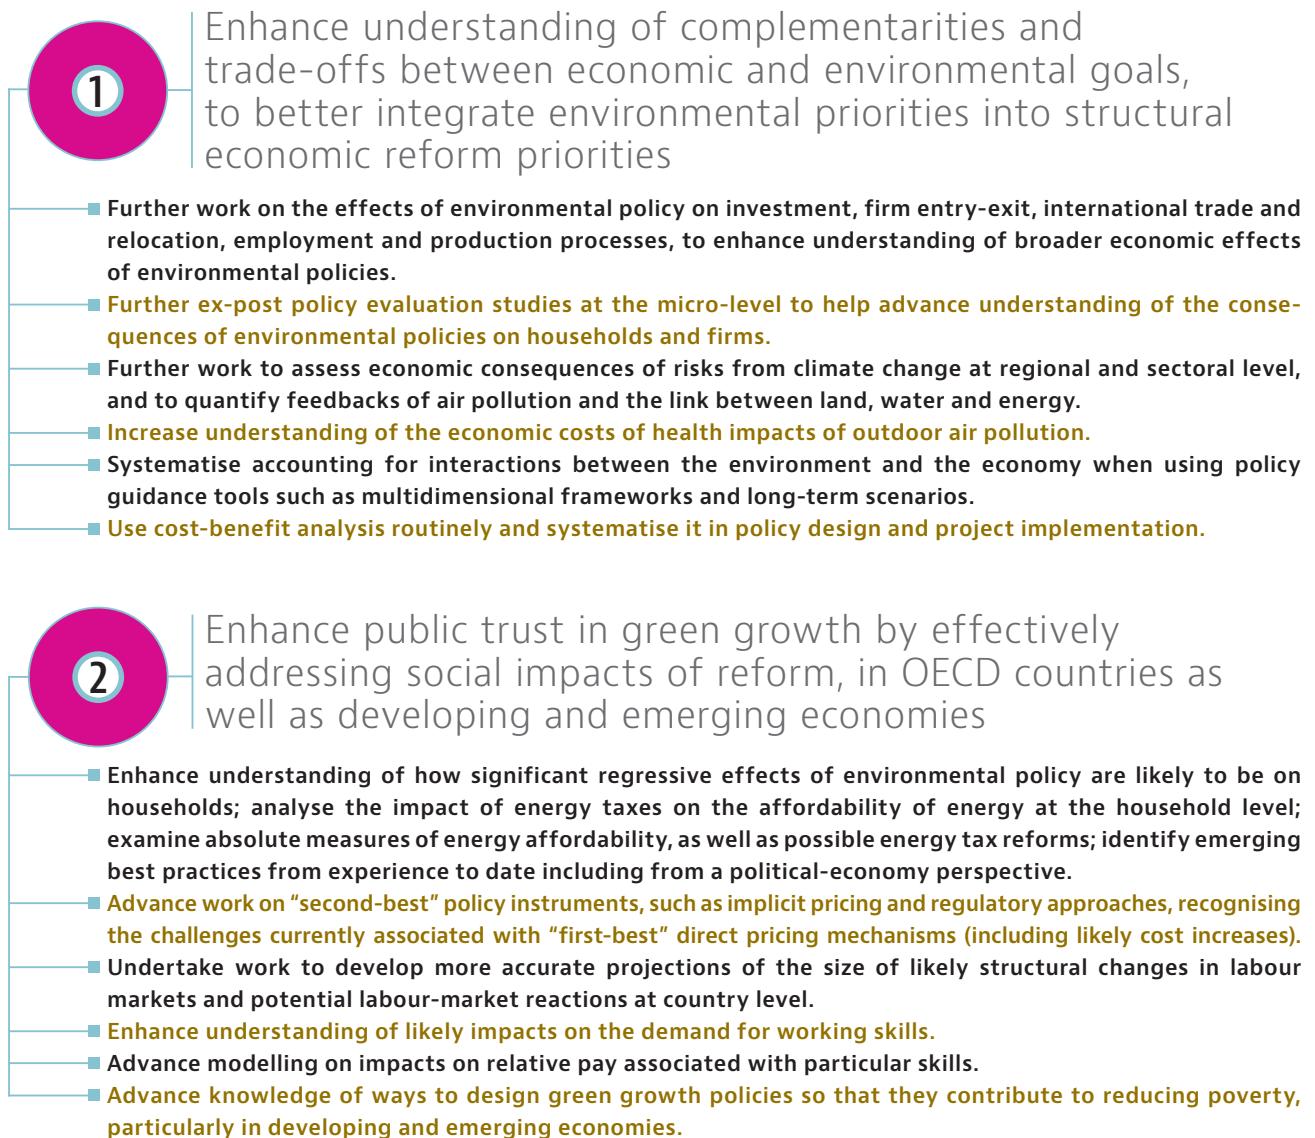 1
Enhance understanding of complementarities and
trade-offs between economic and environmental goals,
to better integrate environmental priorities into structural
economic reform priorities
Further work on the effects of environmental policy on investment, firm entry-exit, international trade and
relocation, employment and production processes, to enhance understanding of broader economic effects
of environmental policies.
Further ex-post policy evaluation studies at the micro-level to help advance understanding of the conse-
quences of environmental policies on households and firms.
Further work to assess economic consequences of risks from climate change at regional and sectoral level,
and to quantify feedbacks of air pollution and the link between land, water and energy.
Increase understanding of the economic costs of health impacts of outdoor air pollution.
Systematise accounting for interactions between the environment and the economy when using policy
guidance tools such as multidimensional frameworks and long-term scenarios.
Use cost-benefit analysis routinely and systematise it in policy design and project implementation.
2
Enhance public trust in green growth by effectively
addressing social impacts of reform, in OECD countries as
well as developing and emerging economies
Enhance understanding of how significant regressive effects of environmental policy are likely to be on
households; analyse the impact of energy taxes on the affordability of energy at the household level;
examine absolute measures of energy affordability, as well as possible energy tax reforms; identify emerging
best practices from experience to date including from a political-economy perspective.
Advance work on “second-best” policy instruments, such as implicit pricing and regulatory approaches, recognising
the challenges currently associated with “first-best” direct pricing mechanisms (including likely cost increases).
Undertake work to develop more accurate projections of the size of likely structural changes in labour
markets and potential labour-market reactions at country level.
Enhance understanding of likely impacts on the demand for working skills.
Advance modelling on impacts on relative pay associated with particular skills.
Advance knowledge of ways to design green growth policies so that they contribute to reducing poverty,
particularly in developing and emerging economies.